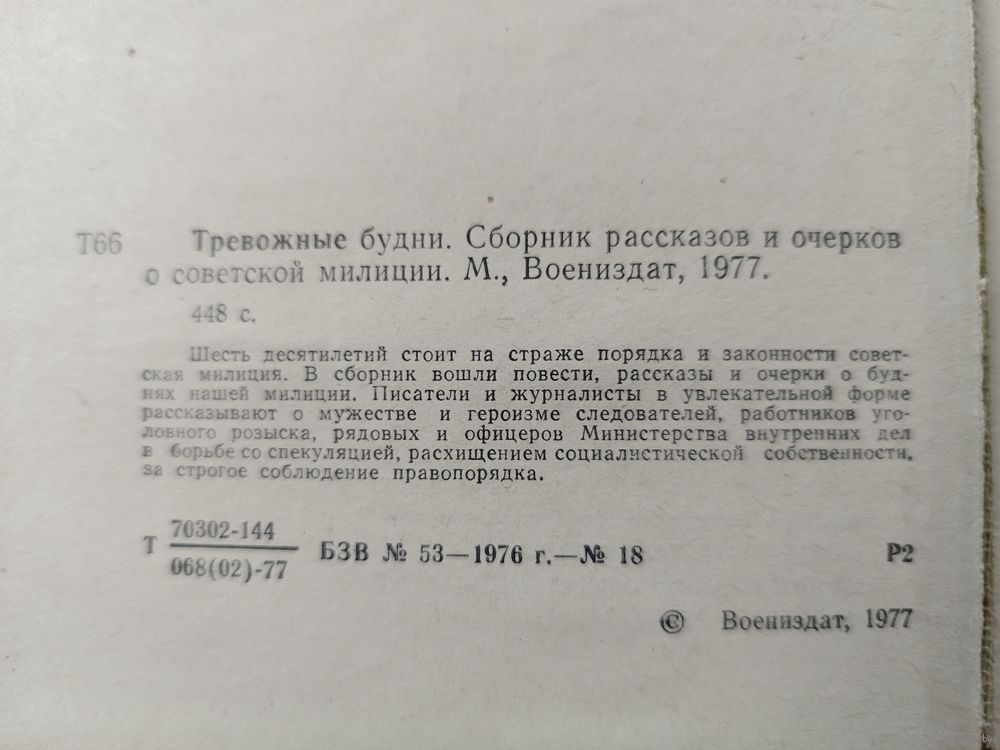 Т66 Тревожные будни. Сборник рассказов и очерков
о советской милиции. М., Воениздат, 1977.
448 с.
Шесть десятилетий стоит на страже порядка и законности совет-
ская милиция. В сборник вошли повести, рассказы и очерки о буд-
нях нашей милиции. Писатели и журналисты в увлекательной форме
рассказывают о мужестве и героизме следователей, работников уго-
ловного розыска, рядовых и офицеров Министерства внутренних дел
в борьбе со спекуляцией, расхищением социалистической собственности,
за строгое соблюдение правопорядка.
70302-144
Т БЗВ № 53—1976 г.—№ 18 Р2
068(02)-77
© Воениздат, 1977